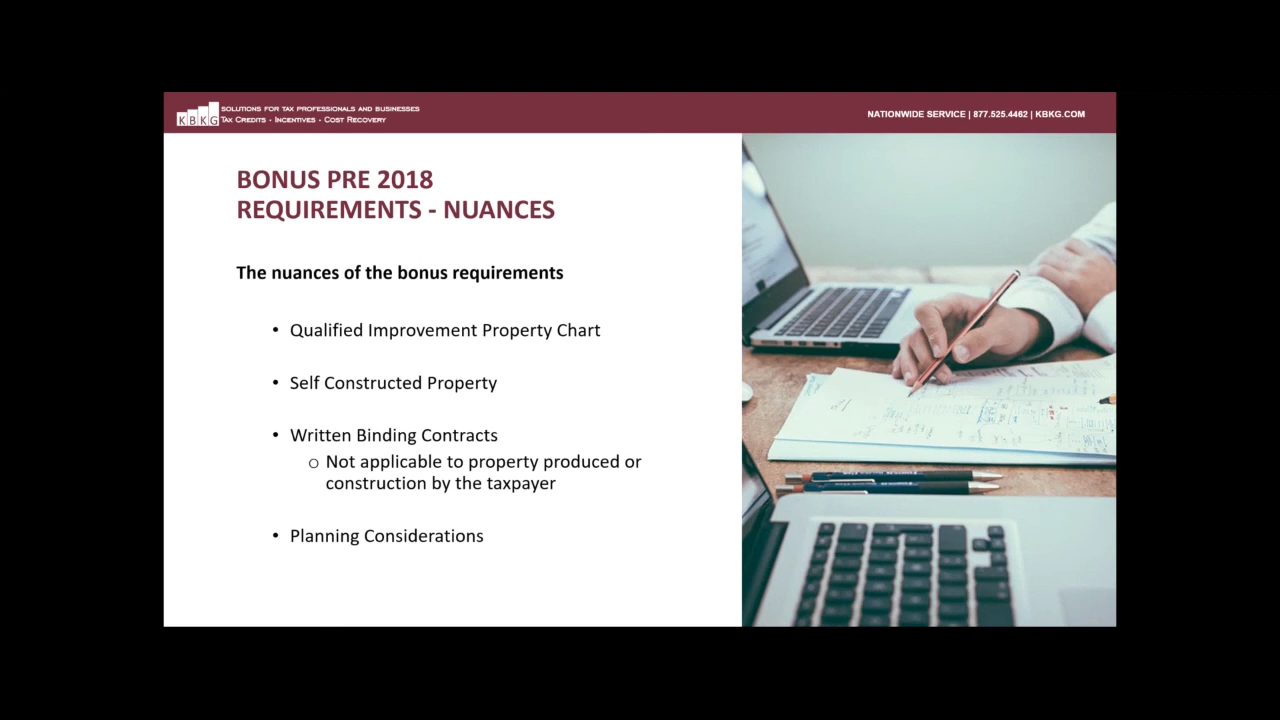 KBKG
SOLUTIONS FOR TAX PROFESSIONALS AND BUSINESSES
TAX CREDITS • INCENTIVES • COST RECOVERY
NATIONWIDE SERVICE | 877.525.4462 | KBKG.COM
BONUS PRE 2018
REQUIREMENTS - NUANCES
The nuances of the bonus requirements
• Qualified Improvement Property Chart
• Self Constructed Property
• Written Binding Contracts
o Not applicable to property produced or
construction by the taxpayer
• Planning Considerations